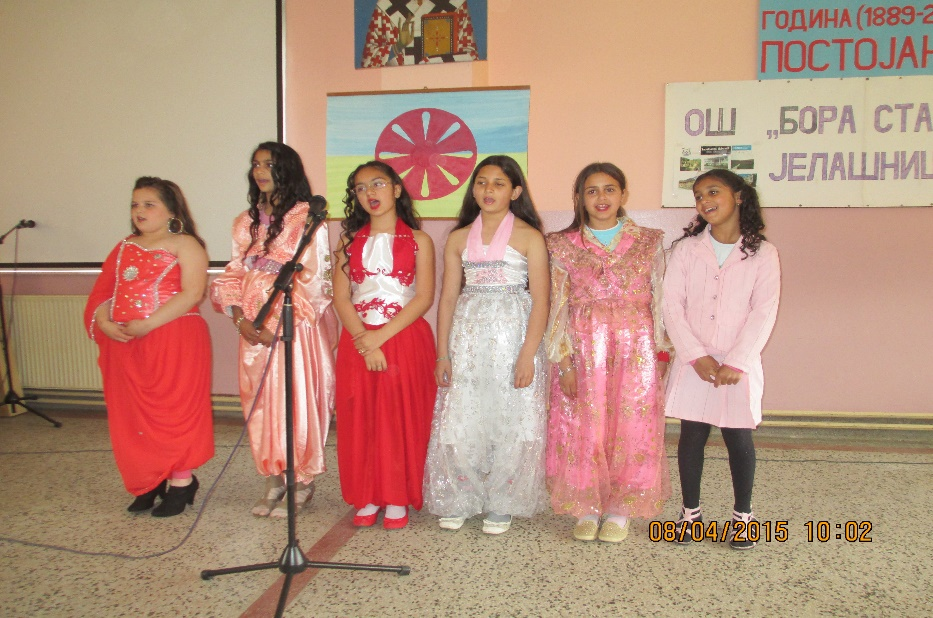 ГОДИНА (1889-2
ПОСТОЈАН
ОШ „БОРА СТА
ЈЕЛАШНИЦ
08/04/2015 10:02